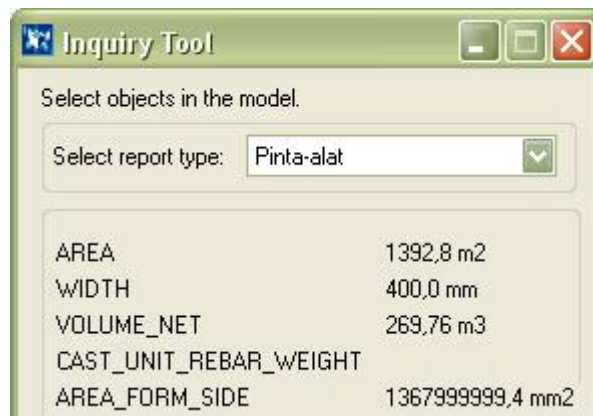 Inquiry Tool
Select objects in the model.
Select report type: Pinta-alat
AREA 1392,8 m2
WIDTH 400,0 mm
VOLUME_NET 269,76 m3
CAST_UNIT_REBAR_WEIGHT
AREA_FORM_SIDE 1367999999,4 mm2